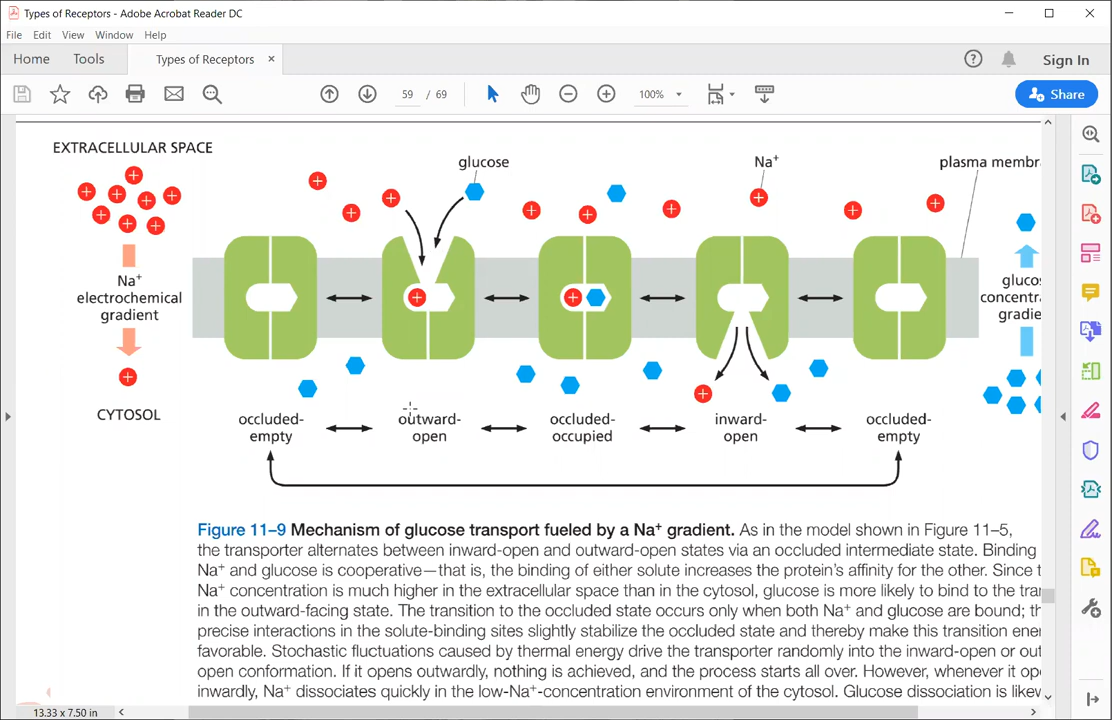 Types of Receptors - Adobe Acrobat Reader DC
File Edit View Window Help
Home Tools Types of Receptors × Sign In
59 / 69 100% Share
EXTRACELLULAR SPACE
glucose
Na⁺
plasma membr
Na⁺
electrochemical
gradient
glucos
concentra
gradie
CYTOSOL
occluded-
empty
outward-
open
occluded-
occupied
inward-
open
occluded-
empty
Figure 11–9 Mechanism of glucose transport fueled by a Na⁺ gradient. As in the model shown in Figure 11–5,
the transporter alternates between inward-open and outward-open states via an occluded intermediate state. Binding
Na⁺ and glucose is cooperative—that is, the binding of either solute increases the protein's affinity for the other. Since t
Na⁺ concentration is much higher in the extracellular space than in the cytosol, glucose is more likely to bind to the tra
in the outward-facing state. The transition to the occluded state occurs only when both Na⁺ and glucose are bound; th
precise interactions in the solute-binding sites slightly stabilize the occluded state and thereby make this transition ener
favorable. Stochastic fluctuations caused by thermal energy drive the transporter randomly into the inward-open or out
open conformation. If it opens outwardly, nothing is achieved, and the process starts all over. However, whenever it ope
inwardly, Na⁺ dissociates quickly in the low-Na⁺-concentration environment of the cytosol. Glucose dissociation is likew
13.33 x 7.50 in